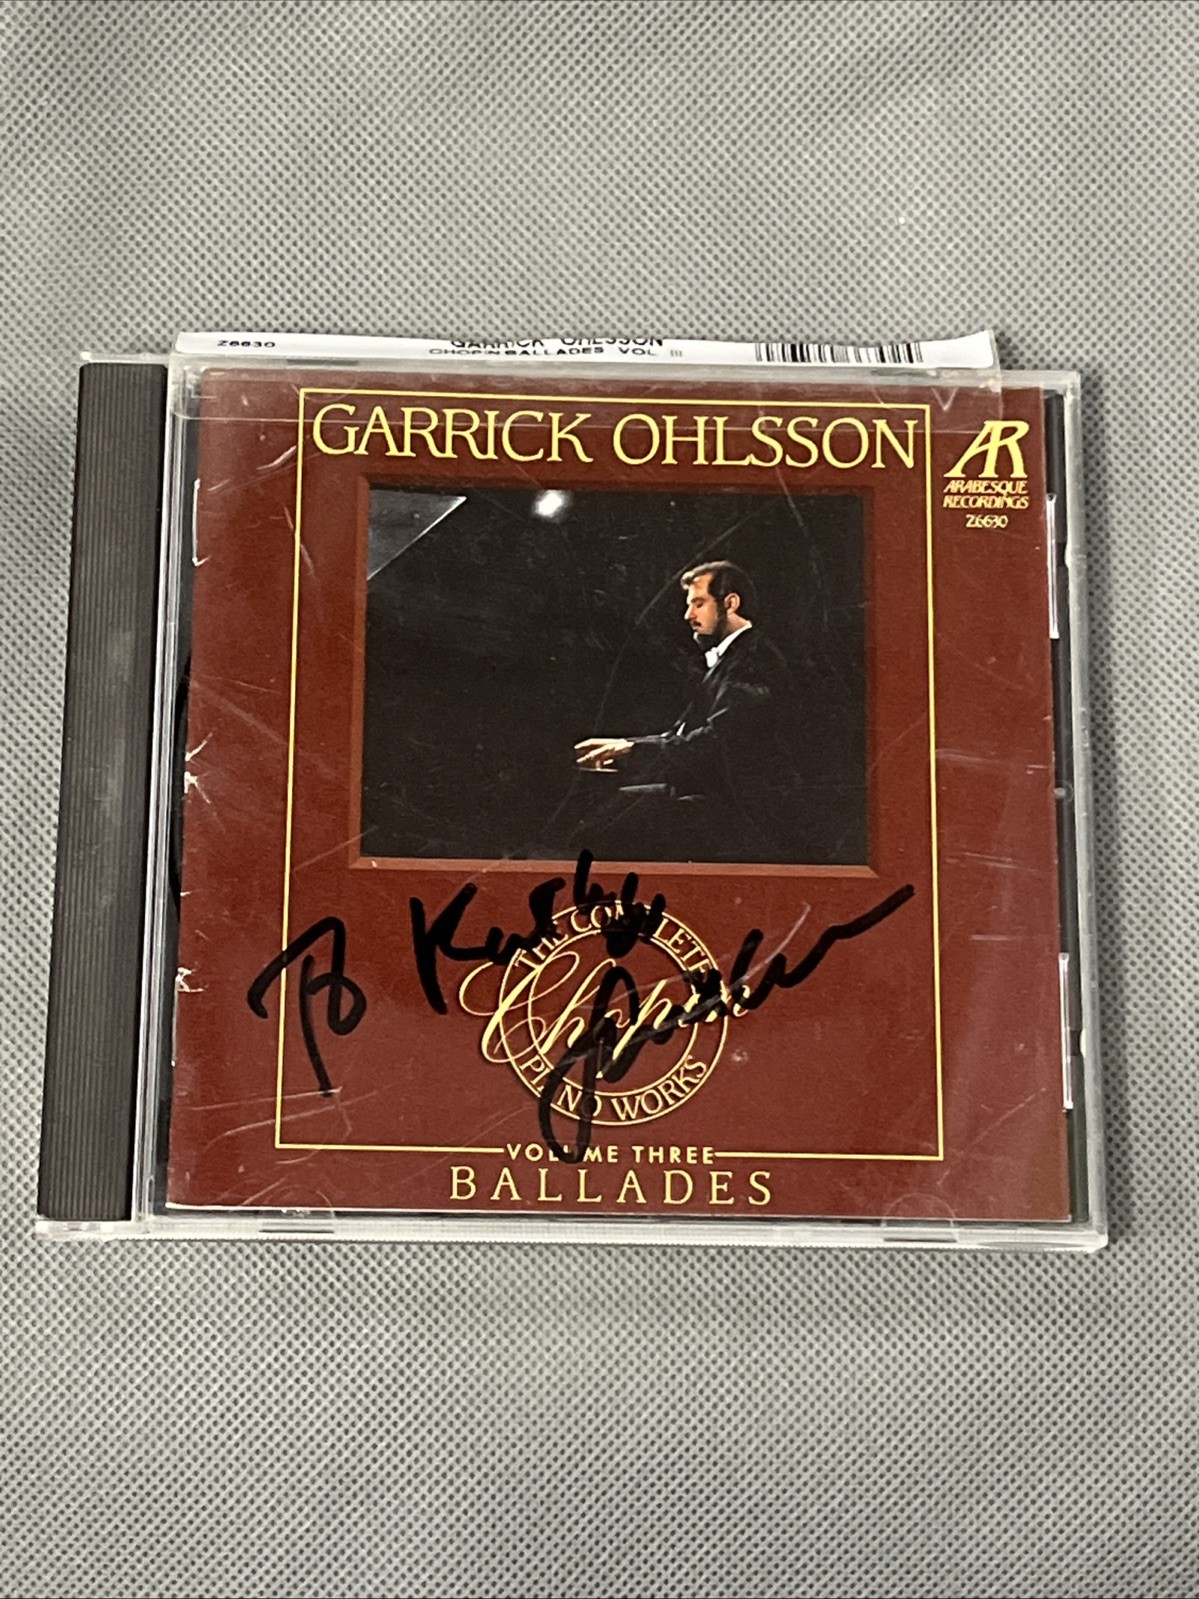 Z6630
GARRICK OHLSSON
CHOPIN BALLADES VOL III
GARRICK OHLSSON
AR
ARABESQUE
RECORDINGS
Z6630
To Kathy
THE COMPLETE
Chopin
PIANO WORKS
VOLUME THREE
BALLADES